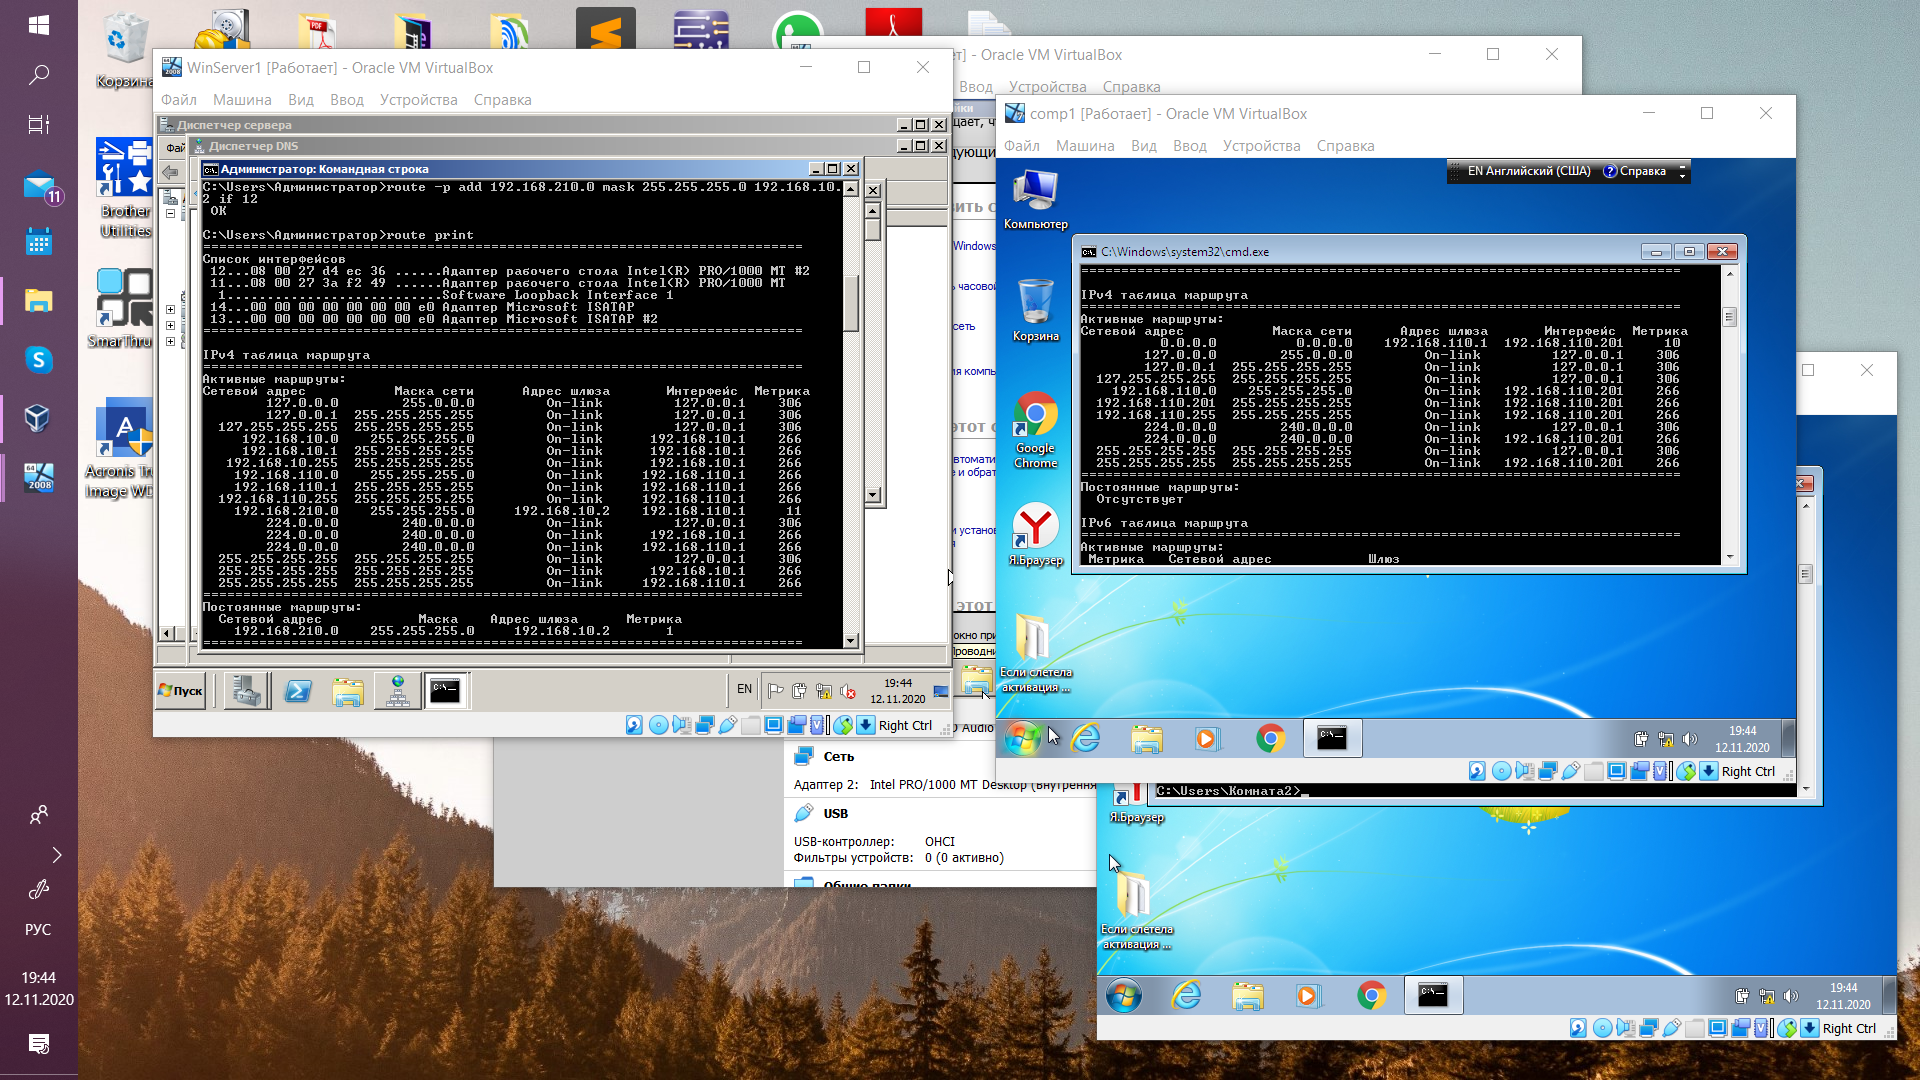 Корзина
Brother
Utilities
SmarThru
Acronis Tru
Image WD
11
РУС
19:44
12.11.2020
WinServer1 [Работает] - Oracle VM VirtualBox
Файл Машина Вид Ввод Устройства Справка
Диспетчер сервера
Диспетчер DNS
Администратор: Командная строка
C:\Users\Администратор>route -p add 192.168.210.0 mask 255.255.255.0 192.168.10.
2 if 12
OK
C:\Users\Администратор>route print
===========================================================================
Список интерфейсов
12...08 00 27 d4 ec 36 ......Адаптер рабочего стола Intel(R) PRO/1000 MT #2
11...08 00 27 3a f2 49 ......Адаптер рабочего стола Intel(R) PRO/1000 MT
1...........................Software Loopback Interface 1
14...00 00 00 00 00 00 00 e0 Адаптер Microsoft ISATAP
13...00 00 00 00 00 00 00 e0 Адаптер Microsoft ISATAP #2
===========================================================================
IPv4 таблица маршрута
===========================================================================
Активные маршруты:
Сетевой адрес Маска сети Адрес шлюза Интерфейс Метрика
127.0.0.0 255.0.0.0 On-link 127.0.0.1 306
127.0.0.1 255.255.255.255 On-link 127.0.0.1 306
127.255.255.255 255.255.255.255 On-link 127.0.0.1 306
192.168.10.0 255.255.255.0 On-link 192.168.10.1 266
192.168.10.1 255.255.255.255 On-link 192.168.10.1 266
192.168.10.255 255.255.255.255 On-link 192.168.10.1 266
192.168.110.0 255.255.255.0 On-link 192.168.110.1 266
192.168.110.1 255.255.255.255 On-link 192.168.110.1 266
192.168.110.255 255.255.255.255 On-link 192.168.110.1 266
192.168.210.0 255.255.255.0 192.168.10.2 192.168.110.1 11
224.0.0.0 240.0.0.0 On-link 127.0.0.1 306
224.0.0.0 240.0.0.0 On-link 192.168.10.1 266
224.0.0.0 240.0.0.0 On-link 192.168.110.1 266
255.255.255.255 255.255.255.255 On-link 127.0.0.1 306
255.255.255.255 255.255.255.255 On-link 192.168.10.1 266
255.255.255.255 255.255.255.255 On-link 192.168.110.1 266
===========================================================================
Постоянные маршруты:
Сетевой адрес Маска Адрес шлюза Метрика
192.168.210.0 255.255.255.0 192.168.10.2 1
===========================================================================
Пуск
EN
19:44
12.11.2020
Right Ctrl
- Oracle VM VirtualBox
Ввод Устройства Справка
Windows
Сеть
Адаптер 2: Intel PRO/1000 MT Desktop (Внутрення
USB
USB-контроллер: OHCI
Фильтры устройств: 0 (0 активно)
Общие папки
comp1 [Работает] - Oracle VM VirtualBox
Файл Машина Вид Ввод Устройства Справка
EN Английский (США) Справка
Компьютер
Корзина
Google
Chrome
Я.Браузер
Если слетела
активация ...
C:\Windows\system32\cmd.exe
===========================================================================
IPv4 таблица маршрута
===========================================================================
Активные маршруты:
Сетевой адрес Маска сети Адрес шлюза Интерфейс Метрика
0.0.0.0 0.0.0.0 192.168.110.1 192.168.110.201 10
127.0.0.0 255.0.0.0 On-link 127.0.0.1 306
127.0.0.1 255.255.255.255 On-link 127.0.0.1 306
127.255.255.255 255.255.255.255 On-link 127.0.0.1 306
192.168.110.0 255.255.255.0 On-link 192.168.110.201 266
192.168.110.201 255.255.255.255 On-link 192.168.110.201 266
192.168.110.255 255.255.255.255 On-link 192.168.110.201 266
224.0.0.0 240.0.0.0 On-link 127.0.0.1 306
224.0.0.0 240.0.0.0 On-link 192.168.110.201 266
255.255.255.255 255.255.255.255 On-link 127.0.0.1 306
255.255.255.255 255.255.255.255 On-link 192.168.110.201 266
===========================================================================
Постоянные маршруты:
Отсутствует
IPv6 таблица маршрута
===========================================================================
Активные маршруты:
Метрика Сетевой адрес Шлюз
19:44
12.11.2020
Right Ctrl
C:\Users\Комната2>_
Я.Браузер
Если слетела
активация ...
19:44
12.11.2020
Right Ctrl